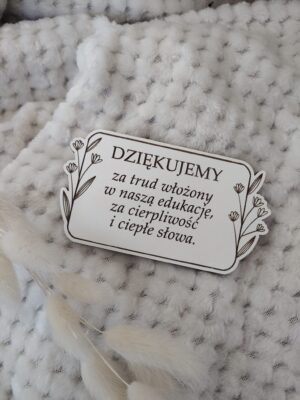 DZIĘKUJEMY
za trud włożony
w naszą edukację,
za cierpliwość
i ciepłe słowa.